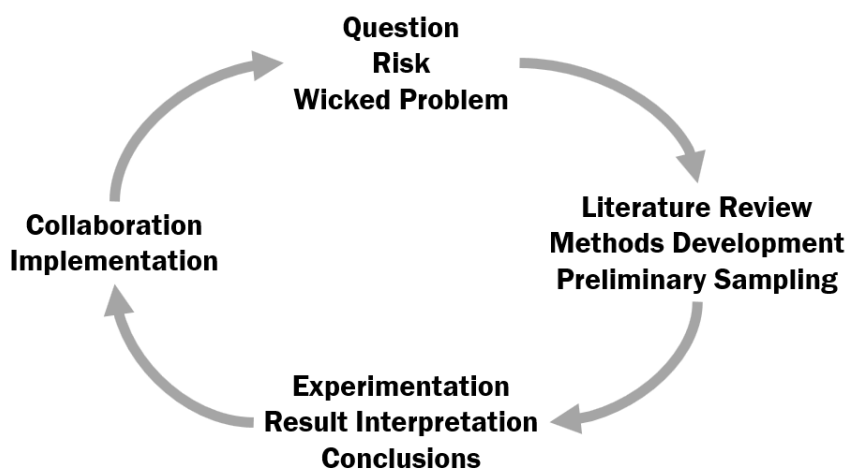 Question
Risk
Wicked Problem
Literature Review
Methods Development
Preliminary Sampling
Experimentation
Result Interpretation
Conclusions
Collaboration
Implementation